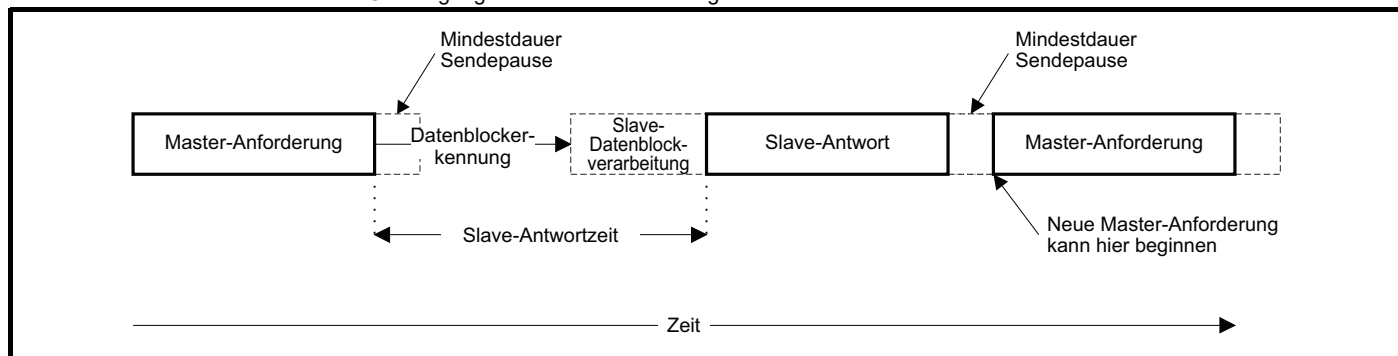 Mindestdauer
Sendepause
Mindestdauer
Sendepause
Master-Anforderung
Datenblocker-
kennung
Slave-
Datenblock-
verarbeitung
Slave-Antwort
Master-Anforderung
Slave-Antwortzeit
Neue Master-Anforderung
kann hier beginnen
Zeit